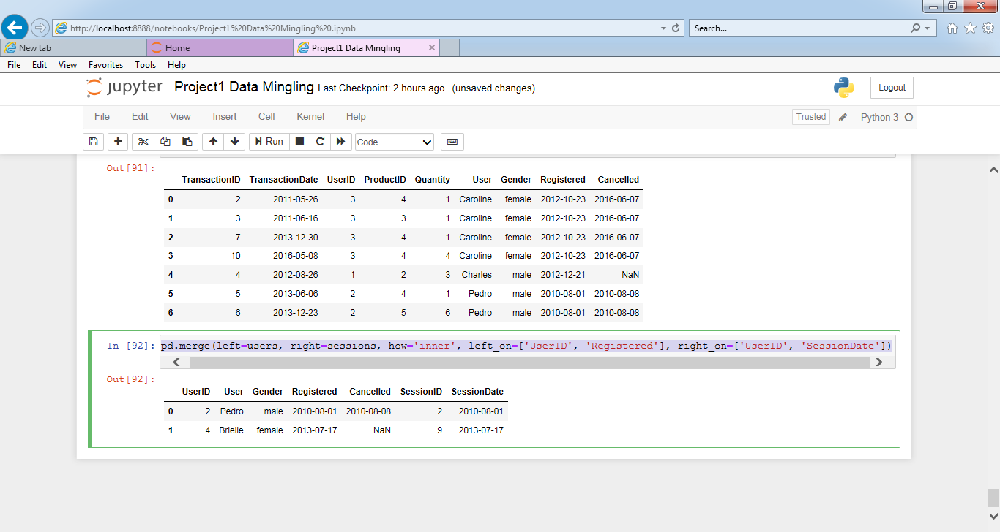 http://localhost:8888/notebooks/Project1%20Data%20Mingling%20.ipynb
Search...
New tab
Home
Project1 Data Mingling
File Edit View Favorites Tools Help
jupyter Project1 Data Mingling Last Checkpoint: 2 hours ago (unsaved changes)
Logout
File Edit View Insert Cell Kernel Help
Trusted
Python 3
Run
Code
Out[91]:
TransactionID TransactionDate UserID ProductID Quantity User Gender Registered Cancelled
0 2 2011-05-26 3 4 1 Caroline female 2012-10-23 2016-06-07
1 3 2011-06-16 3 3 1 Caroline female 2012-10-23 2016-06-07
2 7 2013-12-30 3 4 1 Caroline female 2012-10-23 2016-06-07
3 10 2016-05-08 3 4 4 Caroline female 2012-10-23 2016-06-07
4 4 2012-08-26 1 2 3 Charles male 2012-12-21 NaN
5 5 2013-06-06 2 4 1 Pedro male 2010-08-01 2010-08-08
6 6 2013-12-23 2 5 6 Pedro male 2010-08-01 2010-08-08
In [92]: pd.merge(left=users, right=sessions, how='inner', left_on=['UserID', 'Registered'], right_on=['UserID', 'SessionDate'])
Out[92]:
UserID User Gender Registered Cancelled SessionID SessionDate
0 2 Pedro male 2010-08-01 2010-08-08 2 2010-08-01
1 4 Brielle female 2013-07-17 NaN 9 2013-07-17